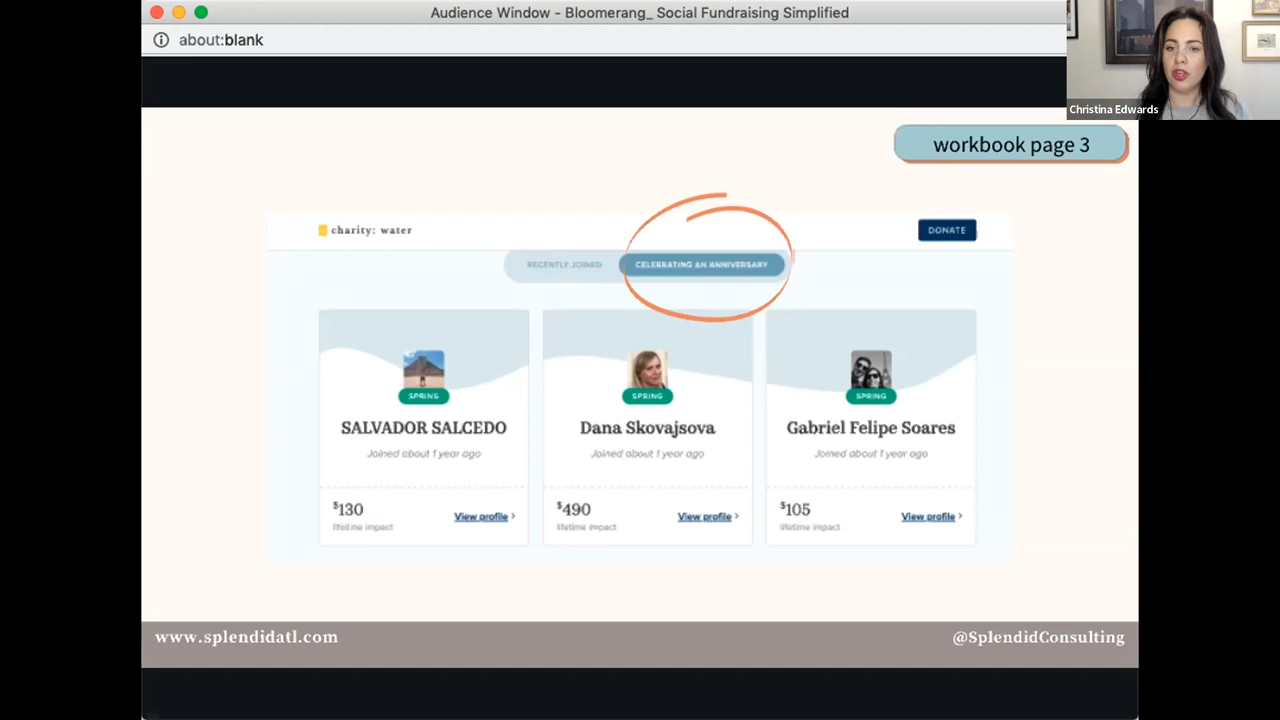 Audience Window - Bloomerang_ Social Fundraising Simplified
about:blank
Christina Edwards
workbook page 3
charity: water
DONATE
RECENTLY JOINED
CELEBRATING AN ANNIVERSARY
SPRING
SALVADOR SALCEDO
Joined about 1 year ago
$130
lifetime impact
View profile ›
SPRING
Dana Skovajsova
Joined about 1 year ago
$490
lifetime impact
View profile ›
SPRING
Gabriel Felipe Soares
Joined about 1 year ago
$105
lifetime impact
View profile ›
www.splendidatl.com
@SplendidConsulting